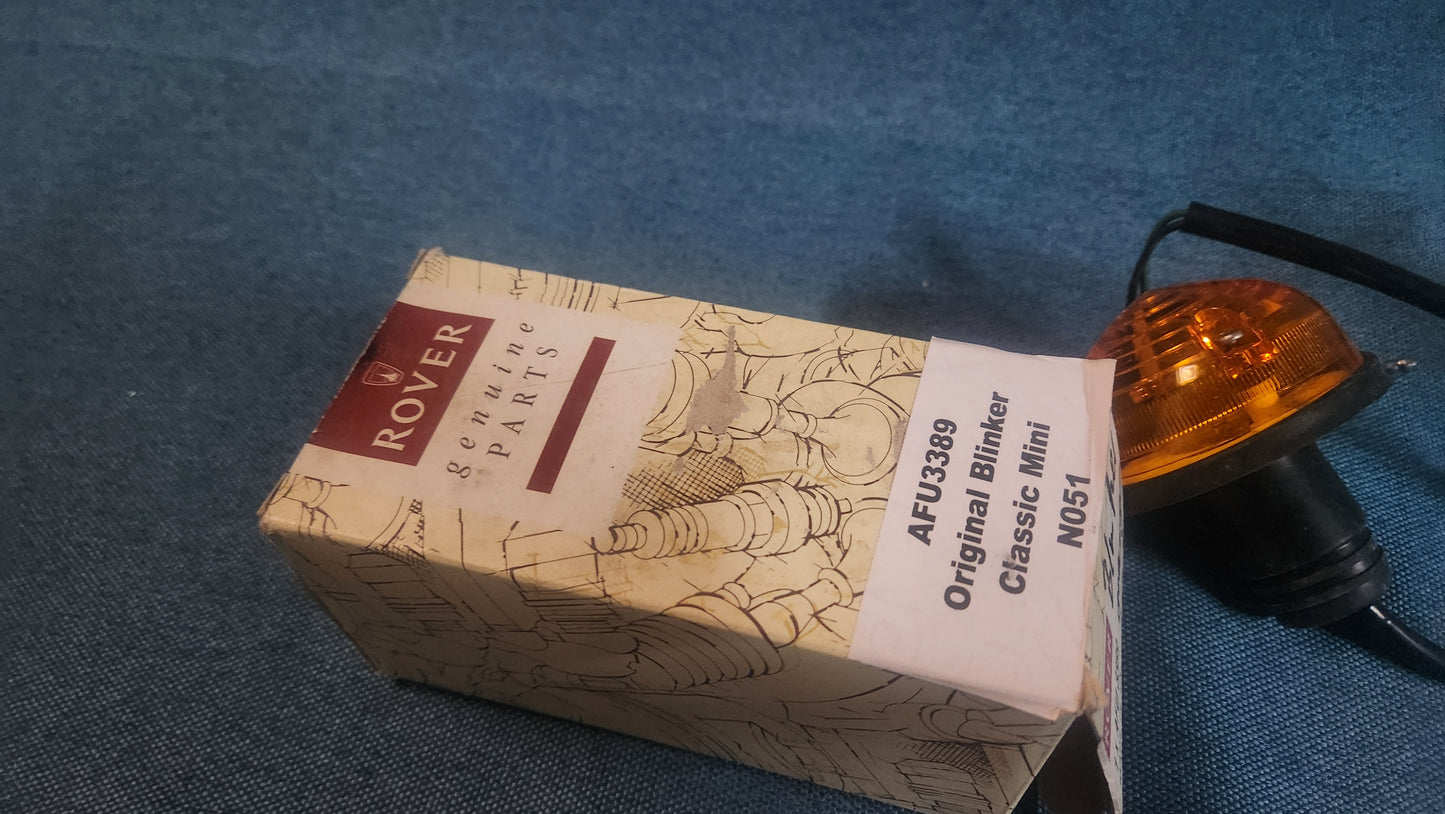 ROVER
genuine
PARTS
AFU3389
Original Blinker
Classic Mini
N051